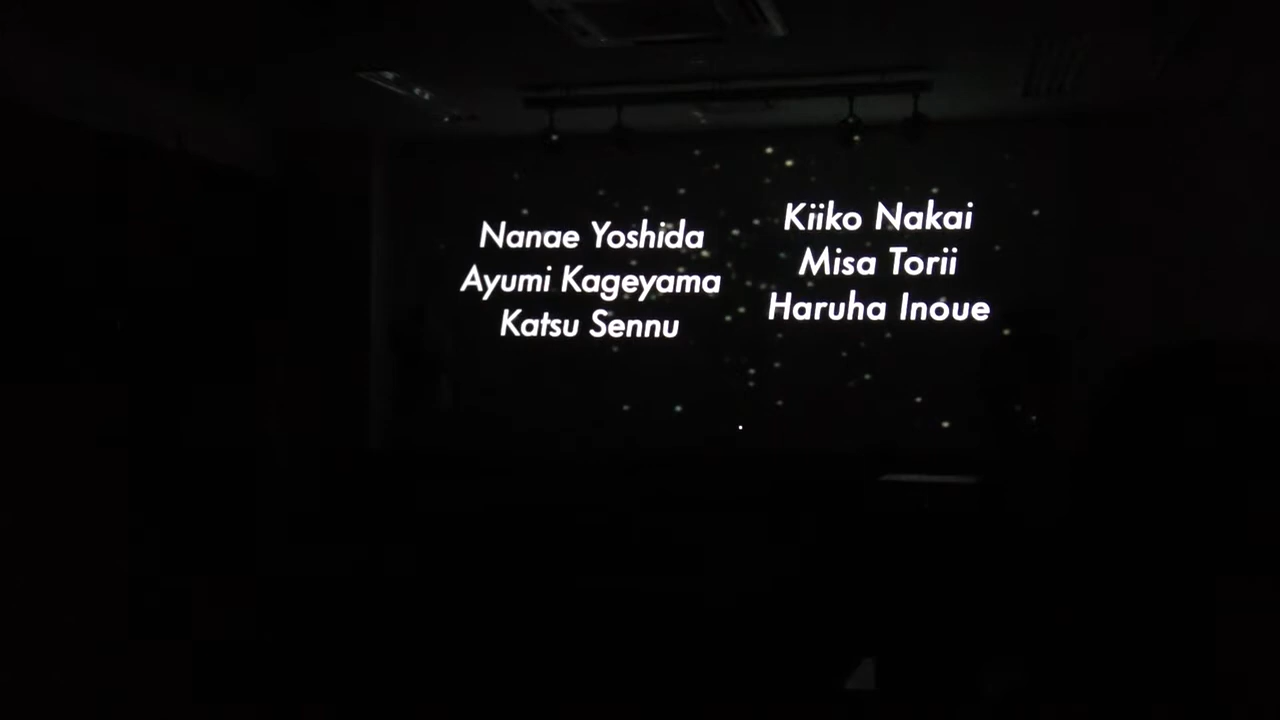 Nanae Yoshida
Ayumi Kageyama
Katsu Sennu
Kiiko Nakai
Misa Torii
Haruha Inoue